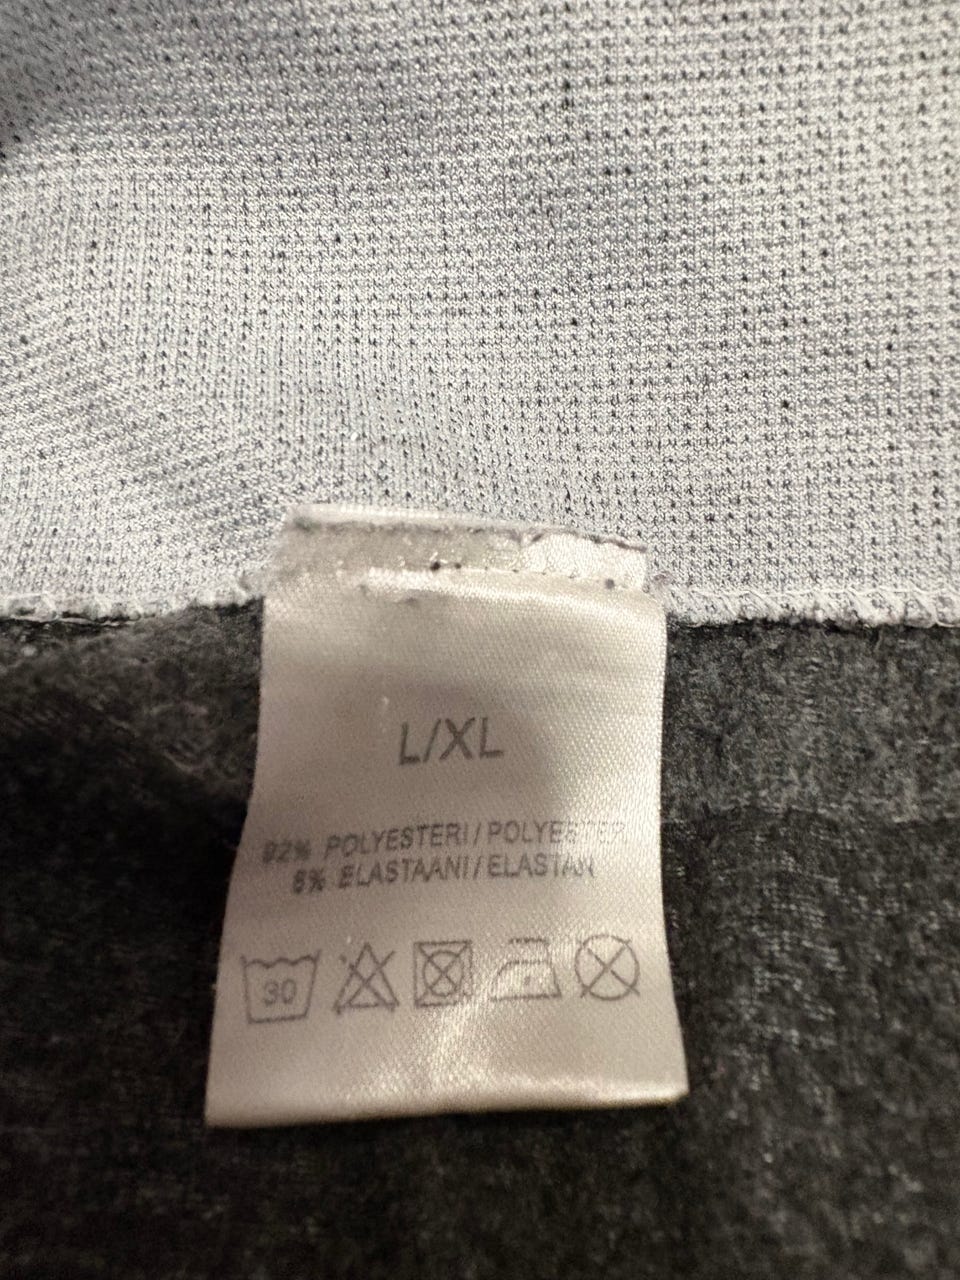 L/XL
92% POLYESTERI / POLYESTER
8% ELASTAANI / ELASTAN
30